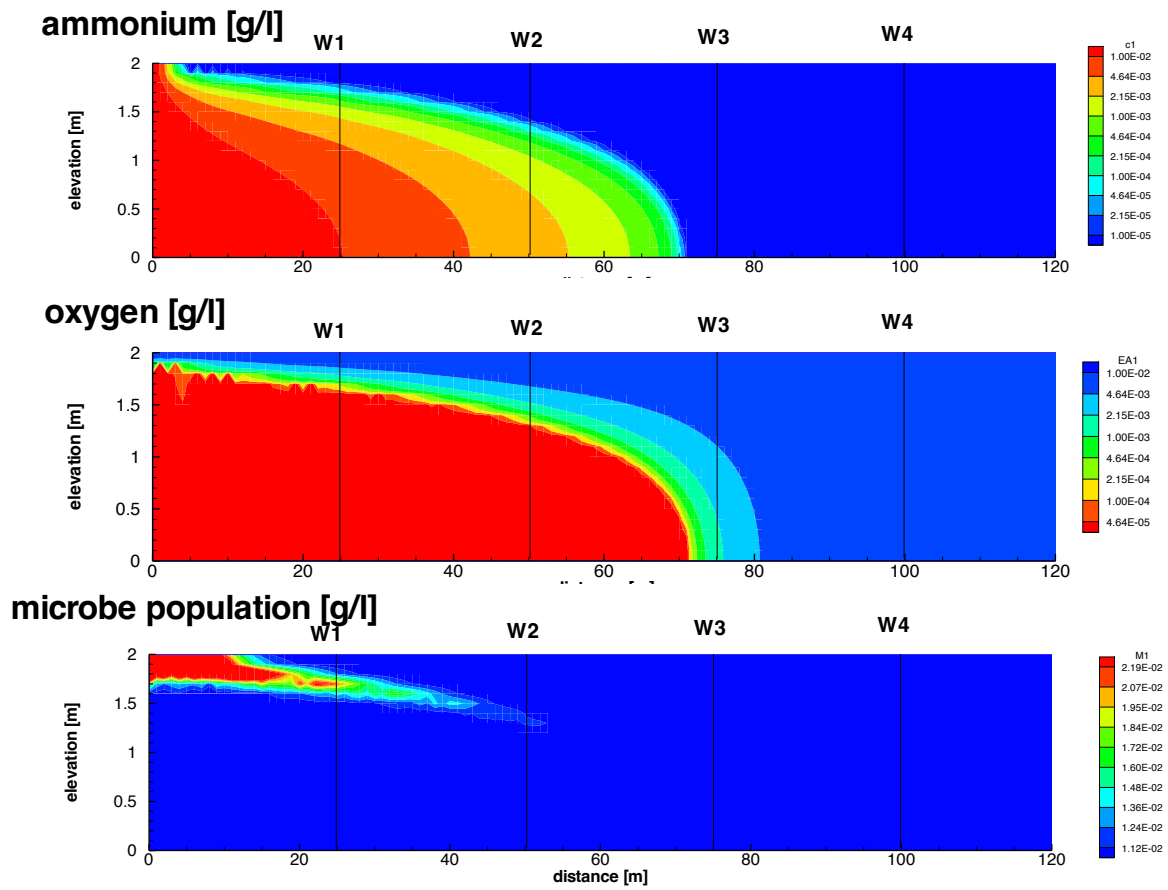 ammonium [g/l]
W1
W2
W3
W4
elevation [m]
2
1.5
1
0.5
0
0
20
40
60
80
100
120
c1
1.00E-02
4.64E-03
2.15E-03
1.00E-03
4.64E-04
2.15E-04
1.00E-04
4.64E-05
2.15E-05
1.00E-05
oxygen [g/l]
W1
W2
W3
W4
elevation [m]
2
1.5
1
0.5
0
0
20
40
60
80
100
120
EA1
1.00E-02
4.64E-03
2.15E-03
1.00E-03
4.64E-04
2.15E-04
1.00E-04
4.64E-05
microbe population [g/l]
W1
W2
W3
W4
elevation [m]
2
1.5
1
0.5
0
0
20
40
60
80
100
120
distance [m]
M1
2.19E-02
2.07E-02
1.95E-02
1.84E-02
1.72E-02
1.60E-02
1.48E-02
1.36E-02
1.24E-02
1.12E-02